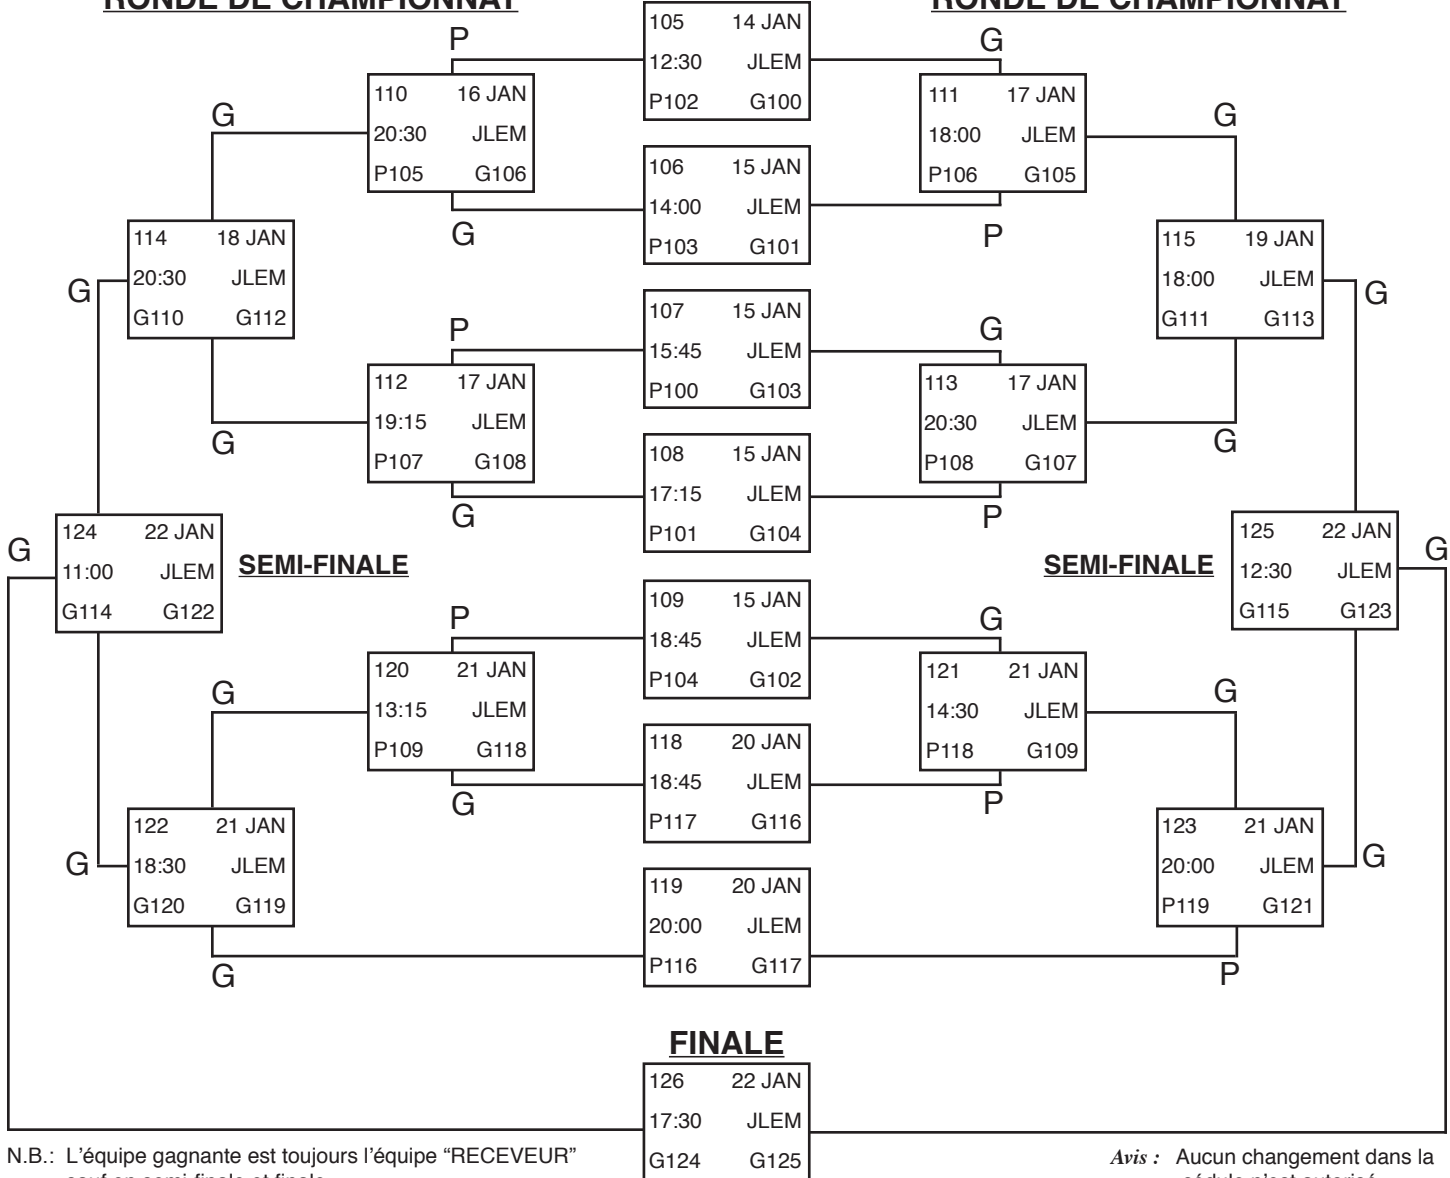 RONDE DE CHAMPIONNAT
RONDE DE CHAMPIONNAT
105 14 JAN
12:30 JLEM
P102 G100
P
G
110 16 JAN
20:30 JLEM
P105 G106
111 17 JAN
18:00 JLEM
P106 G105
G
G
106 15 JAN
14:00 JLEM
P103 G101
G
P
114 18 JAN
20:30 JLEM
G110 G112
115 19 JAN
18:00 JLEM
G111 G113
G
G
107 15 JAN
15:45 JLEM
P100 G103
P
G
112 17 JAN
19:15 JLEM
P107 G108
113 17 JAN
20:30 JLEM
P108 G107
G
G
108 15 JAN
17:15 JLEM
P101 G104
G
P
124 22 JAN
11:00 JLEM
G114 G122
G
SEMI-FINALE
SEMI-FINALE
125 22 JAN
12:30 JLEM
G115 G123
G
109 15 JAN
18:45 JLEM
P104 G102
P
G
120 21 JAN
13:15 JLEM
P109 G118
121 21 JAN
14:30 JLEM
P118 G109
G
G
118 20 JAN
18:45 JLEM
P117 G116
G
P
122 21 JAN
18:30 JLEM
G120 G119
123 21 JAN
20:00 JLEM
P119 G121
G
G
119 20 JAN
20:00 JLEM
P116 G117
G
P
FINALE
126 22 JAN
17:30 JLEM
G124 G125
N.B.: L'équipe gagnante est toujours l'équipe “RECEVEUR”
sauf en semi-finale et finale
Avis : Aucun changement dans la
cédule n'est autorisé